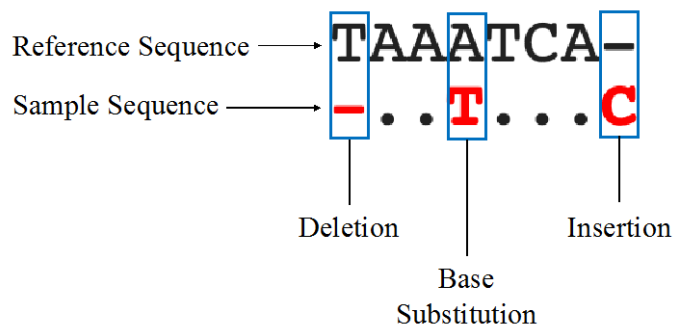 Reference Sequence TAAATCA–
Sample Sequence –..T...C
Deletion
Insertion
Base
Substitution